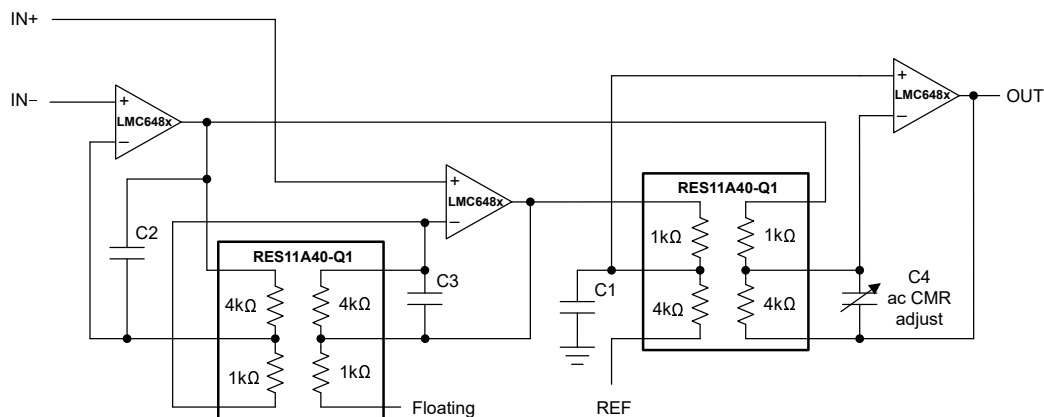 IN+
IN−
+
LMC648x
−
+
LMC648x
−
+
LMC648x
−
OUT
C2
RES11A40-Q1
4kΩ
4kΩ
1kΩ
1kΩ
C3
Floating
RES11A40-Q1
1kΩ
1kΩ
4kΩ
4kΩ
C1
REF
C4
ac CMR
adjust